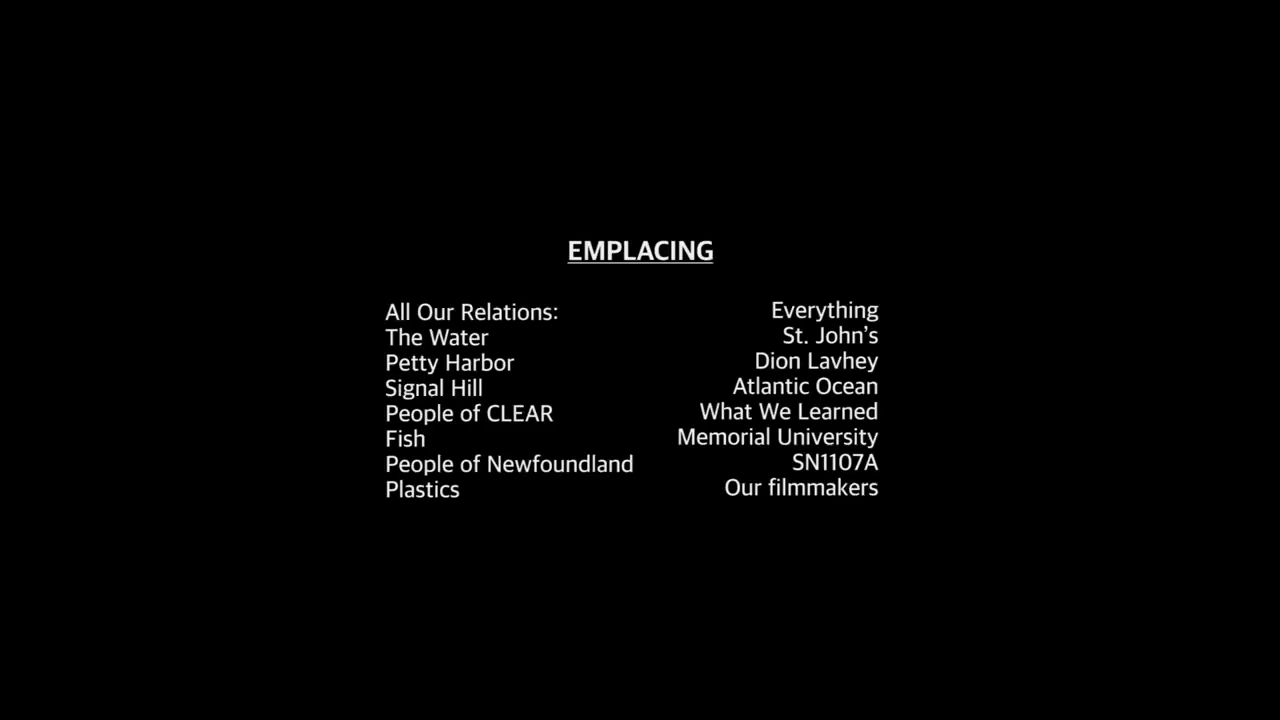 EMPLACING
All Our Relations: Everything
The Water St. John's
Petty Harbor Dion Lavhey
Signal Hill Atlantic Ocean
People of CLEAR What We Learned
Fish Memorial University
People of Newfoundland SN1107A
Plastics Our filmmakers